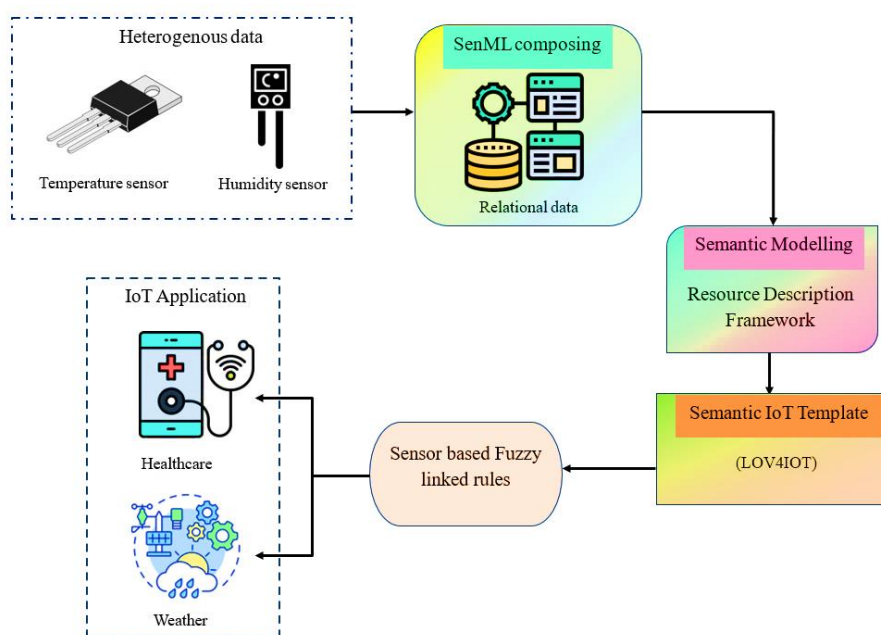 Heterogenous data
Temperature sensor
Humidity sensor
SenML composing
Relational data
Semantic Modelling
Resource Description
Framework
Semantic IoT Template
(LOV4IOT)
Sensor based Fuzzy
linked rules
IoT Application
Healthcare
Weather